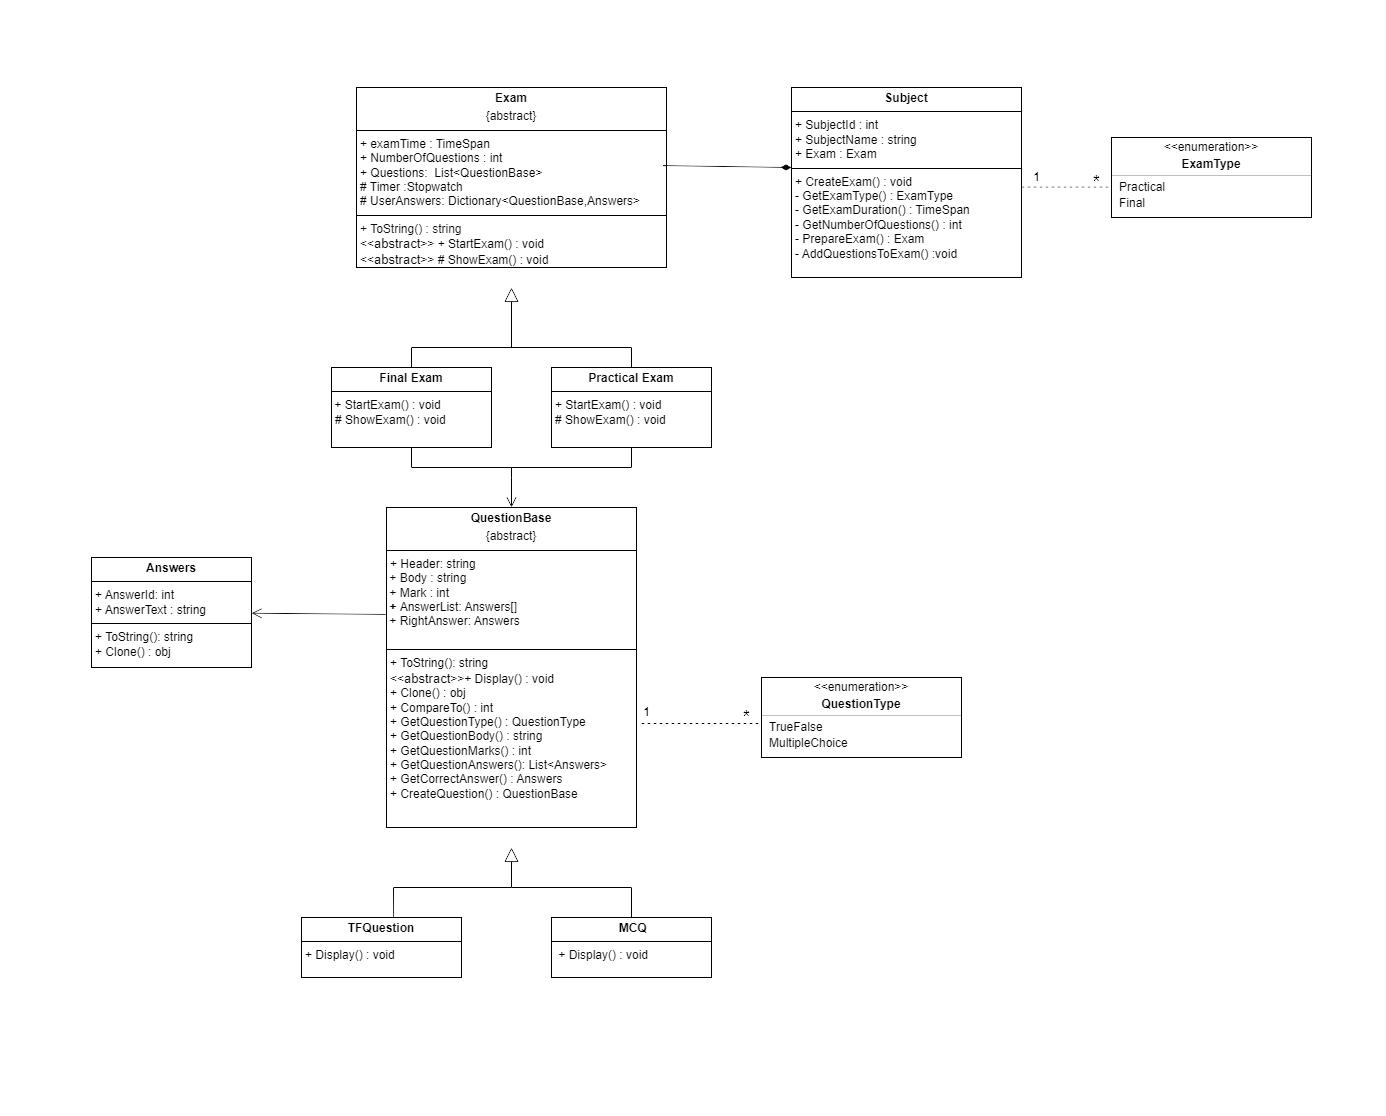 Exam
{abstract}
+ examTime : TimeSpan
+ NumberOfQuestions : int
+ Questions:  List<QuestionBase>
# Timer :Stopwatch
# UserAnswers: Dictionary<QuestionBase,Answers>
+ ToString() : string
<<abstract>> + StartExam() : void
<<abstract>> # ShowExam() : void
Subject
+ SubjectId : int
+ SubjectName : string
+ Exam : Exam
+ CreateExam() : void
- GetExamType() : ExamType
- GetExamDuration() : TimeSpan
- GetNumberOfQuestions() : int
- PrepareExam() : Exam
- AddQuestionsToExam() :void
1
*
<<enumeration>>
ExamType
Practical
Final
Final Exam
+ StartExam() : void
# ShowExam() : void
Practical Exam
+ StartExam() : void
# ShowExam() : void
QuestionBase
{abstract}
+ Header: string
+ Body : string
+ Mark : int
+ AnswerList: Answers[]
+ RightAnswer: Answers
+ ToString(): string
<<abstract>>+ Display() : void
+ Clone() : obj
+ CompareTo() : int
+ GetQuestionType() : QuestionType
+ GetQuestionBody() : string
+ GetQuestionMarks() : int
+ GetQuestionAnswers(): List<Answers>
+ GetCorrectAnswer() : Answers
+ CreateQuestion() : QuestionBase
Answers
+ AnswerId: int
+ AnswerText : string
+ ToString(): string
+ Clone() : obj
1
*
<<enumeration>>
QuestionType
TrueFalse
MultipleChoice
TFQuestion
+ Display() : void
MCQ
+ Display() : void